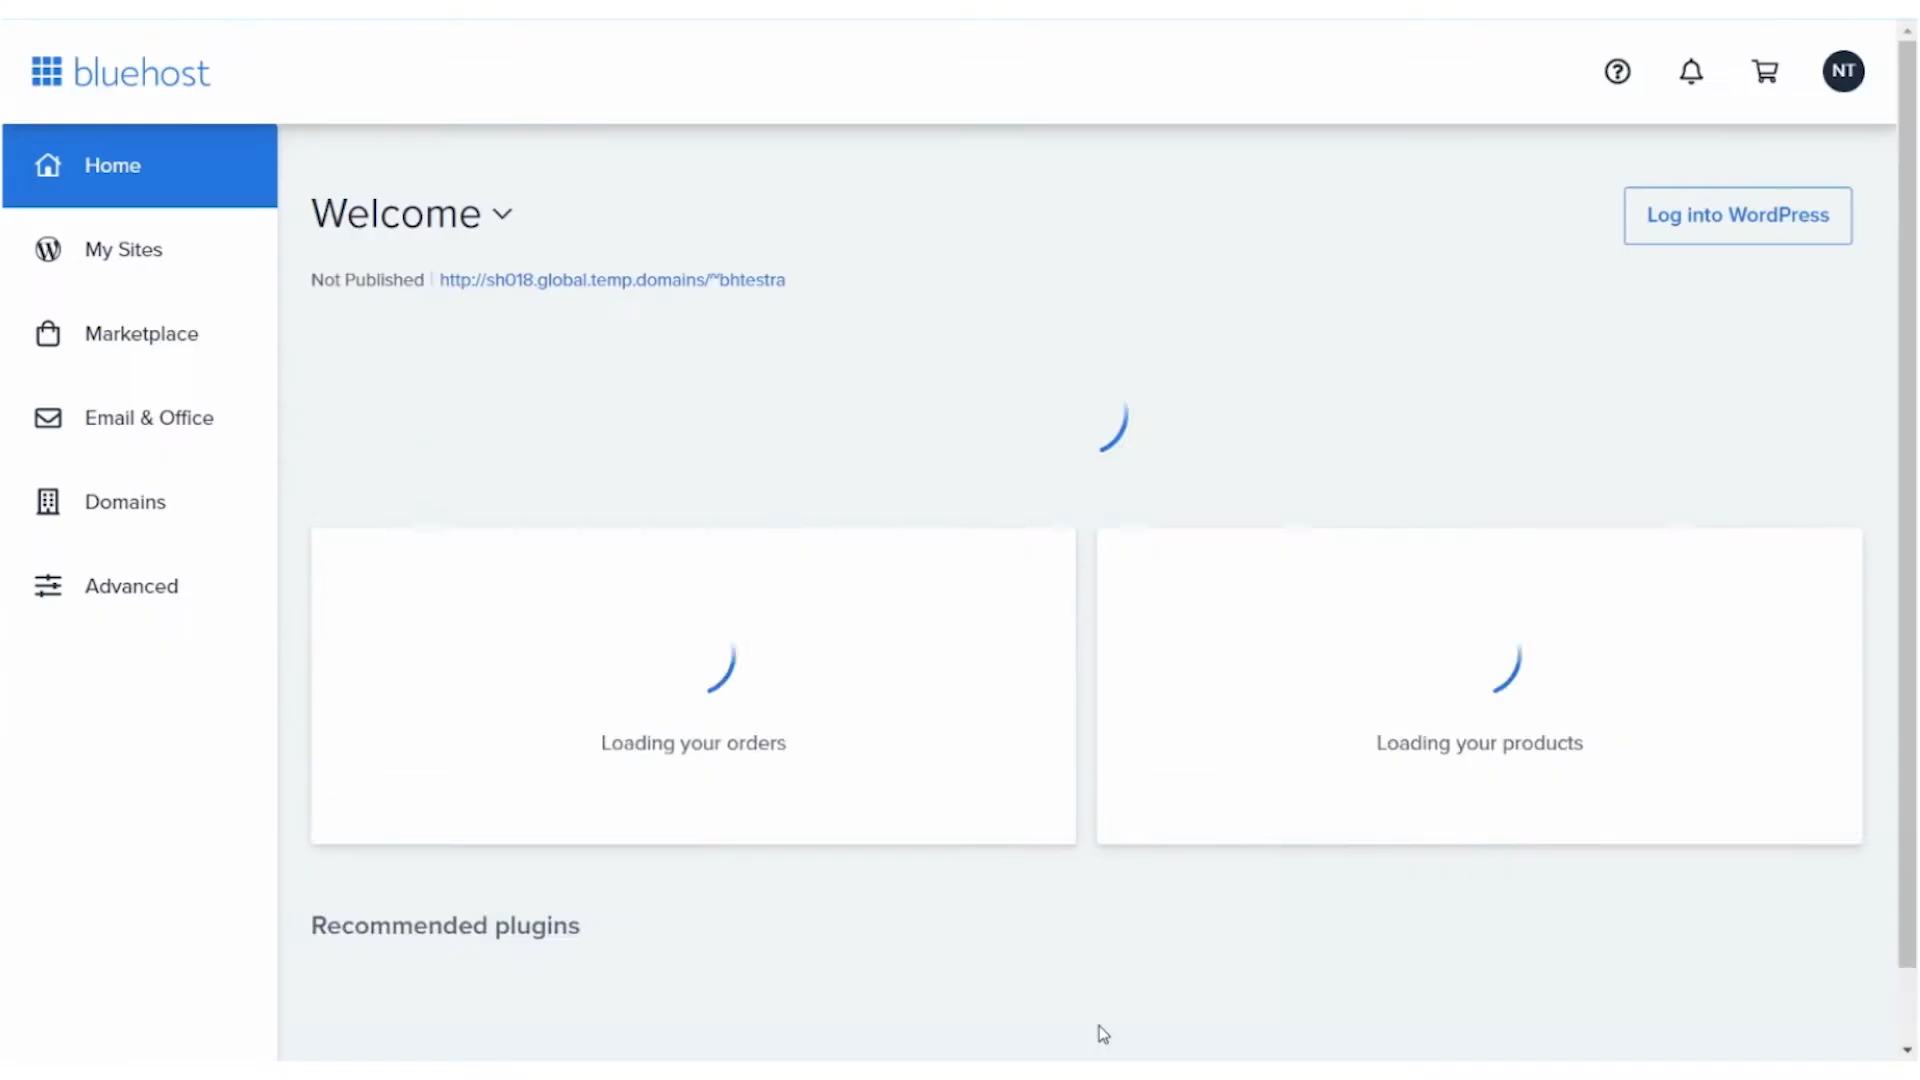 bluehost
NT
Home
My Sites
Marketplace
Email & Office
Domains
Advanced
Welcome
Log into WordPress
Not Published | http://sh018.global.temp.domains/~bhtestra
Loading your orders
Loading your products
Recommended plugins